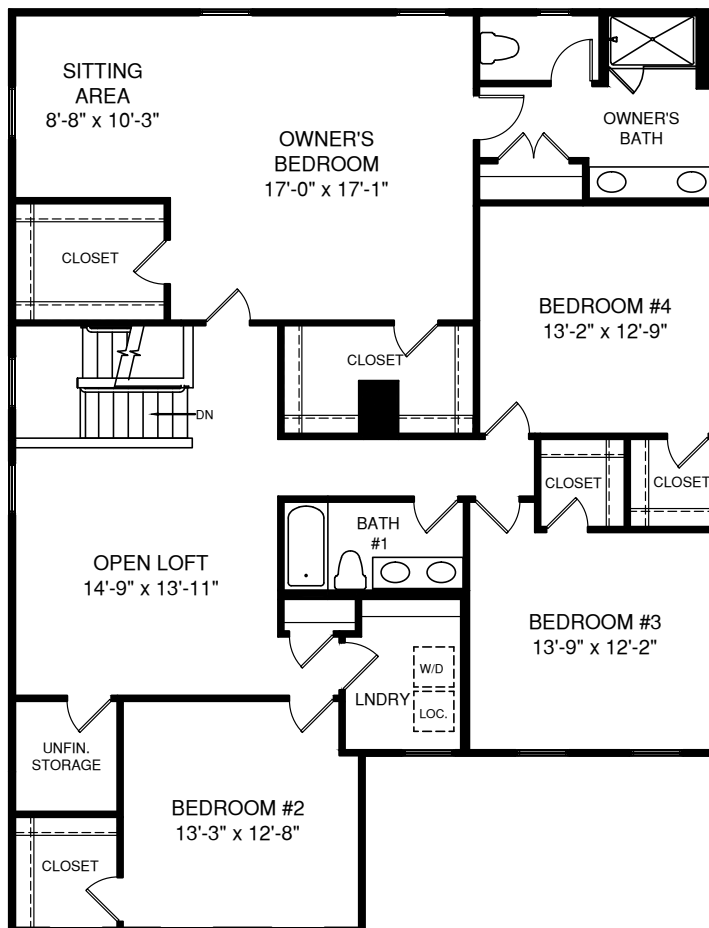 SITTING
AREA
8'-8" x 10'-3"
OWNER'S
BEDROOM
17'-0" x 17'-1"
OWNER'S
BATH
CLOSET
BEDROOM #4
13'-2" x 12'-9"
CLOSET
DN
CLOSET
CLOSET
BATH
#1
OPEN LOFT
14'-9" x 13'-11"
BEDROOM #3
13'-9" x 12'-2"
W/D
LNDRY
LOC.
UNFIN.
STORAGE
BEDROOM #2
13'-3" x 12'-8"
CLOSET